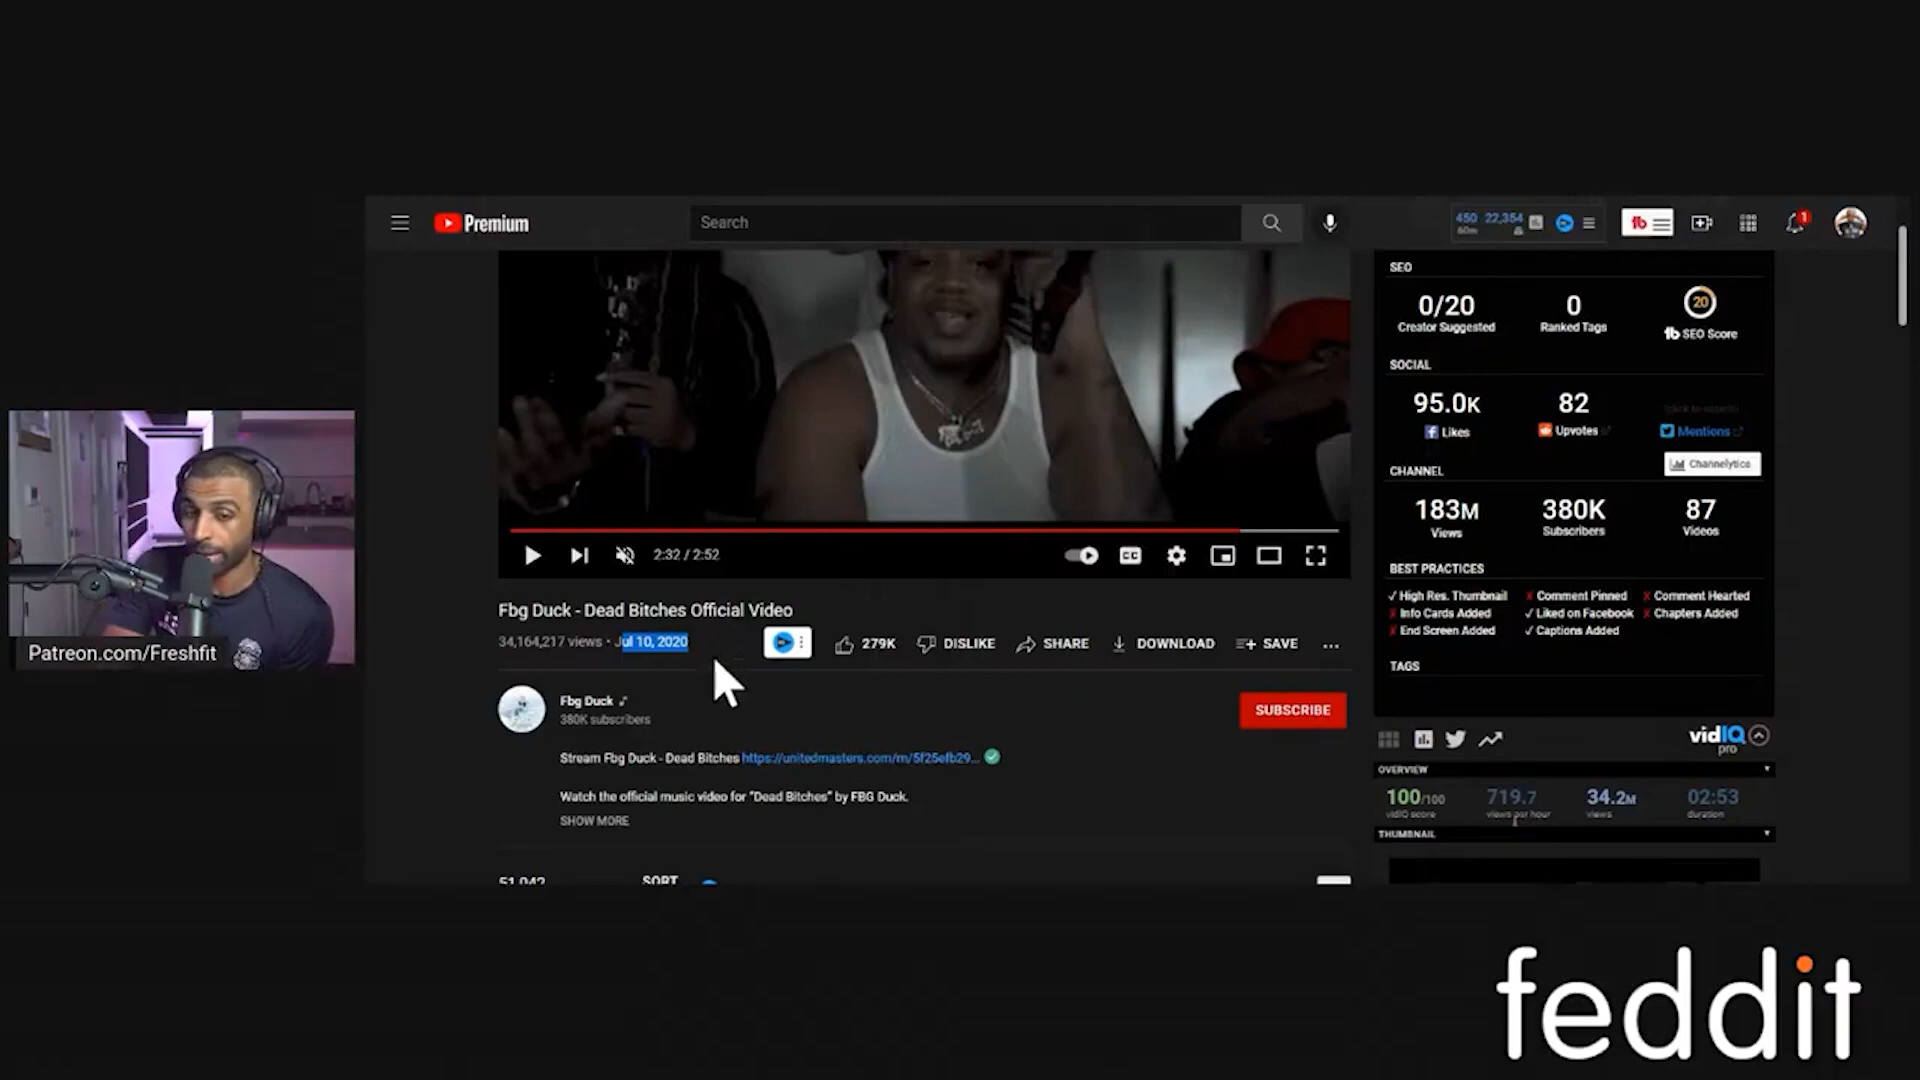 Premium
Search
450 22,354
60m
1
SEO
0/20
Creator Suggested
0
Ranked Tags
20
tb SEO Score
SOCIAL
95.0K
Likes
82
Upvotes
Mentions
Channelytics
CHANNEL
183M
Views
380K
Subscribers
87
Videos
BEST PRACTICES
✓ High Res. Thumbnail
x Comment Pinned
x Comment Hearted
x Info Cards Added
✓ Liked on Facebook
x Chapters Added
x End Screen Added
✓ Captions Added
TAGS
2:32 / 2:52
CC
Fbg Duck - Dead Bitches Official Video
34,164,217 views • Jul 10, 2020
279K
DISLIKE
SHARE
DOWNLOAD
SAVE
Fbg Duck
380K subscribers
SUBSCRIBE
Stream Fbg Duck - Dead Bitches https://unitedmasters.com/m/5f25efb29...
Watch the official music video for "Dead Bitches" by FBG Duck.
SHOW MORE
51,042
SORT
vidIQ
pro
OVERVIEW
100/100
vidIQ score
719.7
views per hour
34.2M
views
02:53
duration
THUMBNAIL
Patreon.com/Freshfit
feddit